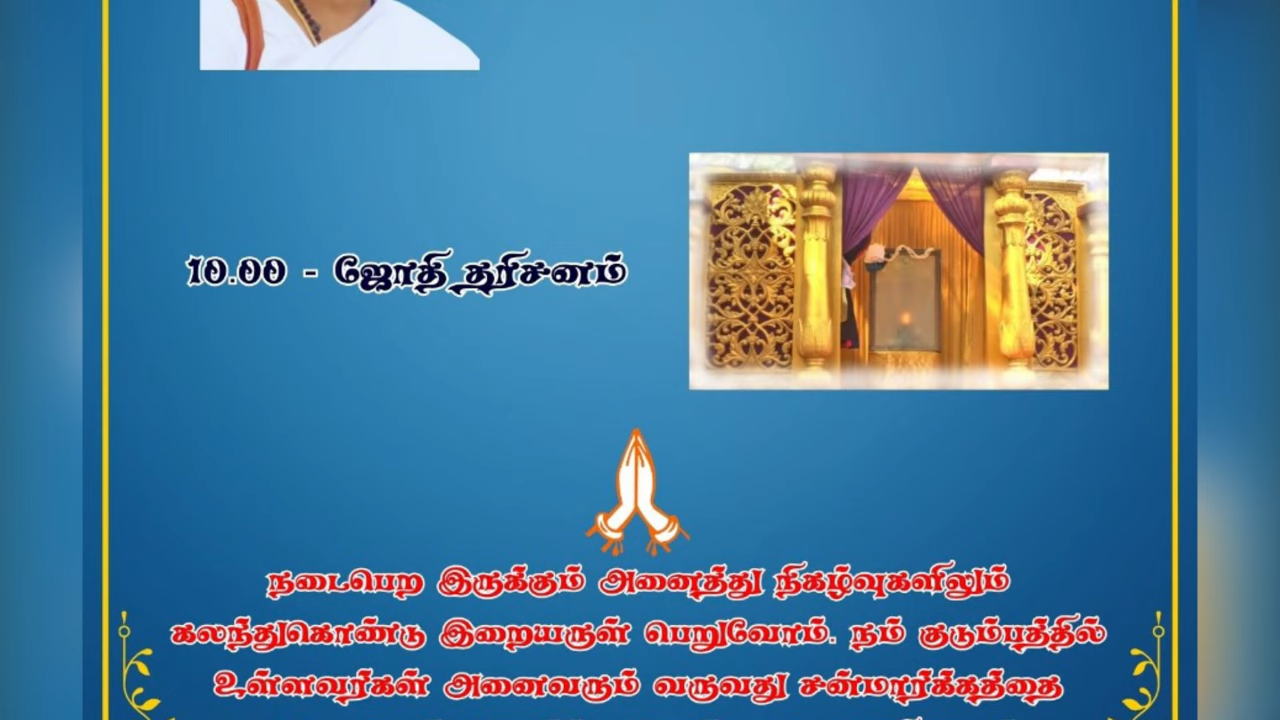 10.00 - ஜோதி தரிசனம்
நடைபெற இருக்கும் அனைத்து நிகழ்வுகளிலும்
கலந்துகொண்டு இறையருள் பெறுவோம். நம் குடும்பத்தில்
உள்ளவர்கள் அனைவரும் வருவது சன்மார்க்கத்தை